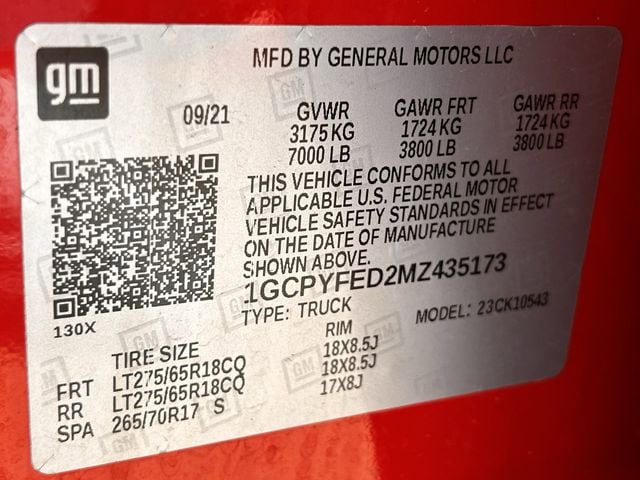 gm
MFD BY GENERAL MOTORS LLC
09/21
GVWR GAWR FRT GAWR RR
3175 KG 1724 KG 1724 KG
7000 LB 3800 LB 3800 LB
THIS VEHICLE CONFORMS TO ALL
APPLICABLE U.S. FEDERAL MOTOR
VEHICLE SAFETY STANDARDS IN EFFECT
ON THE DATE OF MANUFACTURE
SHOWN ABOVE.
1GCPYFED2MZ435173
130X
TYPE: TRUCK MODEL: 23CK10543
TIRE SIZE RIM
FRT LT275/65R18CQ 18X8.5J
RR LT275/65R18CQ 18X8.5J
SPA 265/70R17 S 17X8J